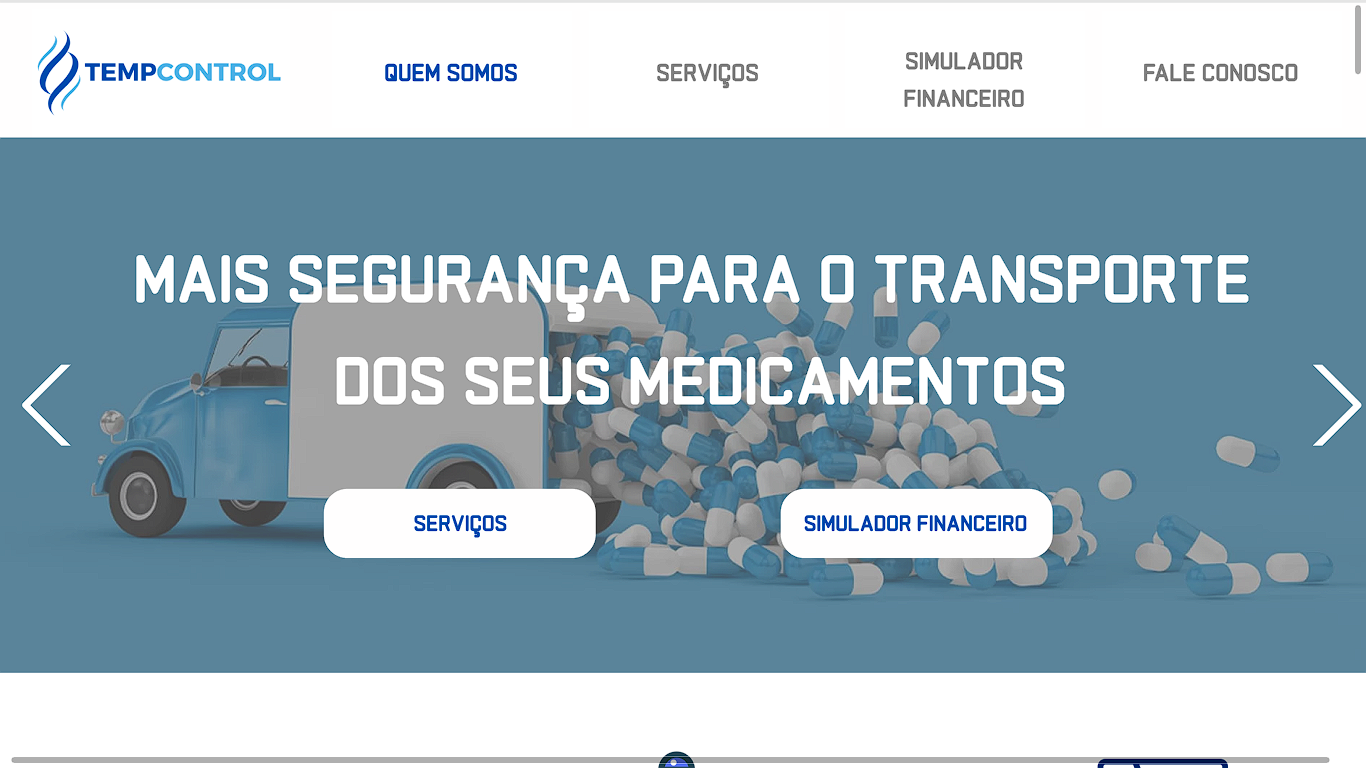 TEMPCONTROL
QUEM SOMOS
SERVIÇOS
SIMULADOR
FINANCEIRO
FALE CONOSCO
MAIS SEGURANÇA PARA O TRANSPORTE
DOS SEUS MEDICAMENTOS
SERVIÇOS
SIMULADOR FINANCEIRO